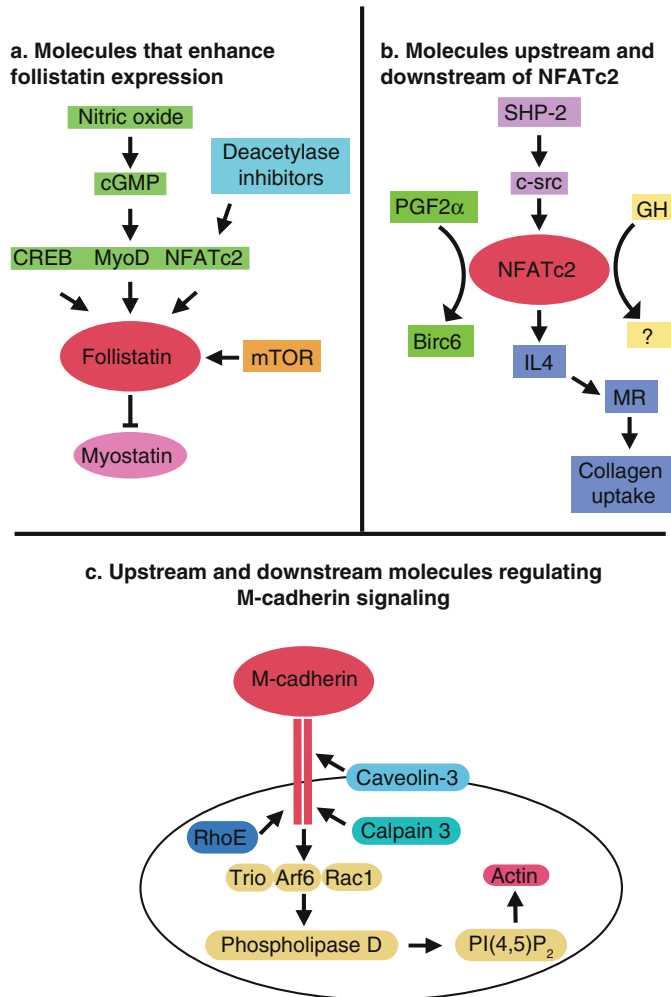 a. Molecules that enhance
follistatin expression
Nitric oxide
cGMP
Deacetylase
inhibitors
CREB MyoD NFATc2
Follistatin
mTOR
Myostatin
b. Molecules upstream and
downstream of NFATc2
SHP-2
c-src
PGF2α
GH
NFATc2
Birc6
?
IL4
MR
Collagen
uptake
c. Upstream and downstream molecules regulating
M-cadherin signaling
M-cadherin
Caveolin-3
RhoE
Calpain 3
Trio Arf6 Rac1
Actin
Phospholipase D
PI(4,5)P₂